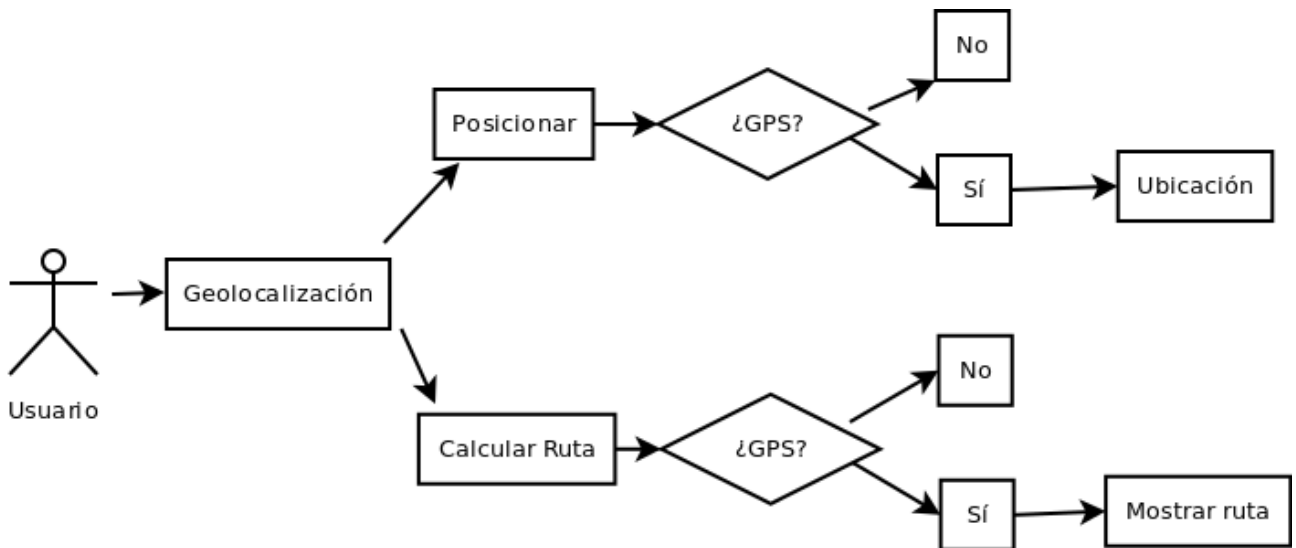 No
Posicionar
¿GPS?
Sí
Ubicación
Geolocalización
Usuario
No
Calcular Ruta
¿GPS?
Sí
Mostrar ruta